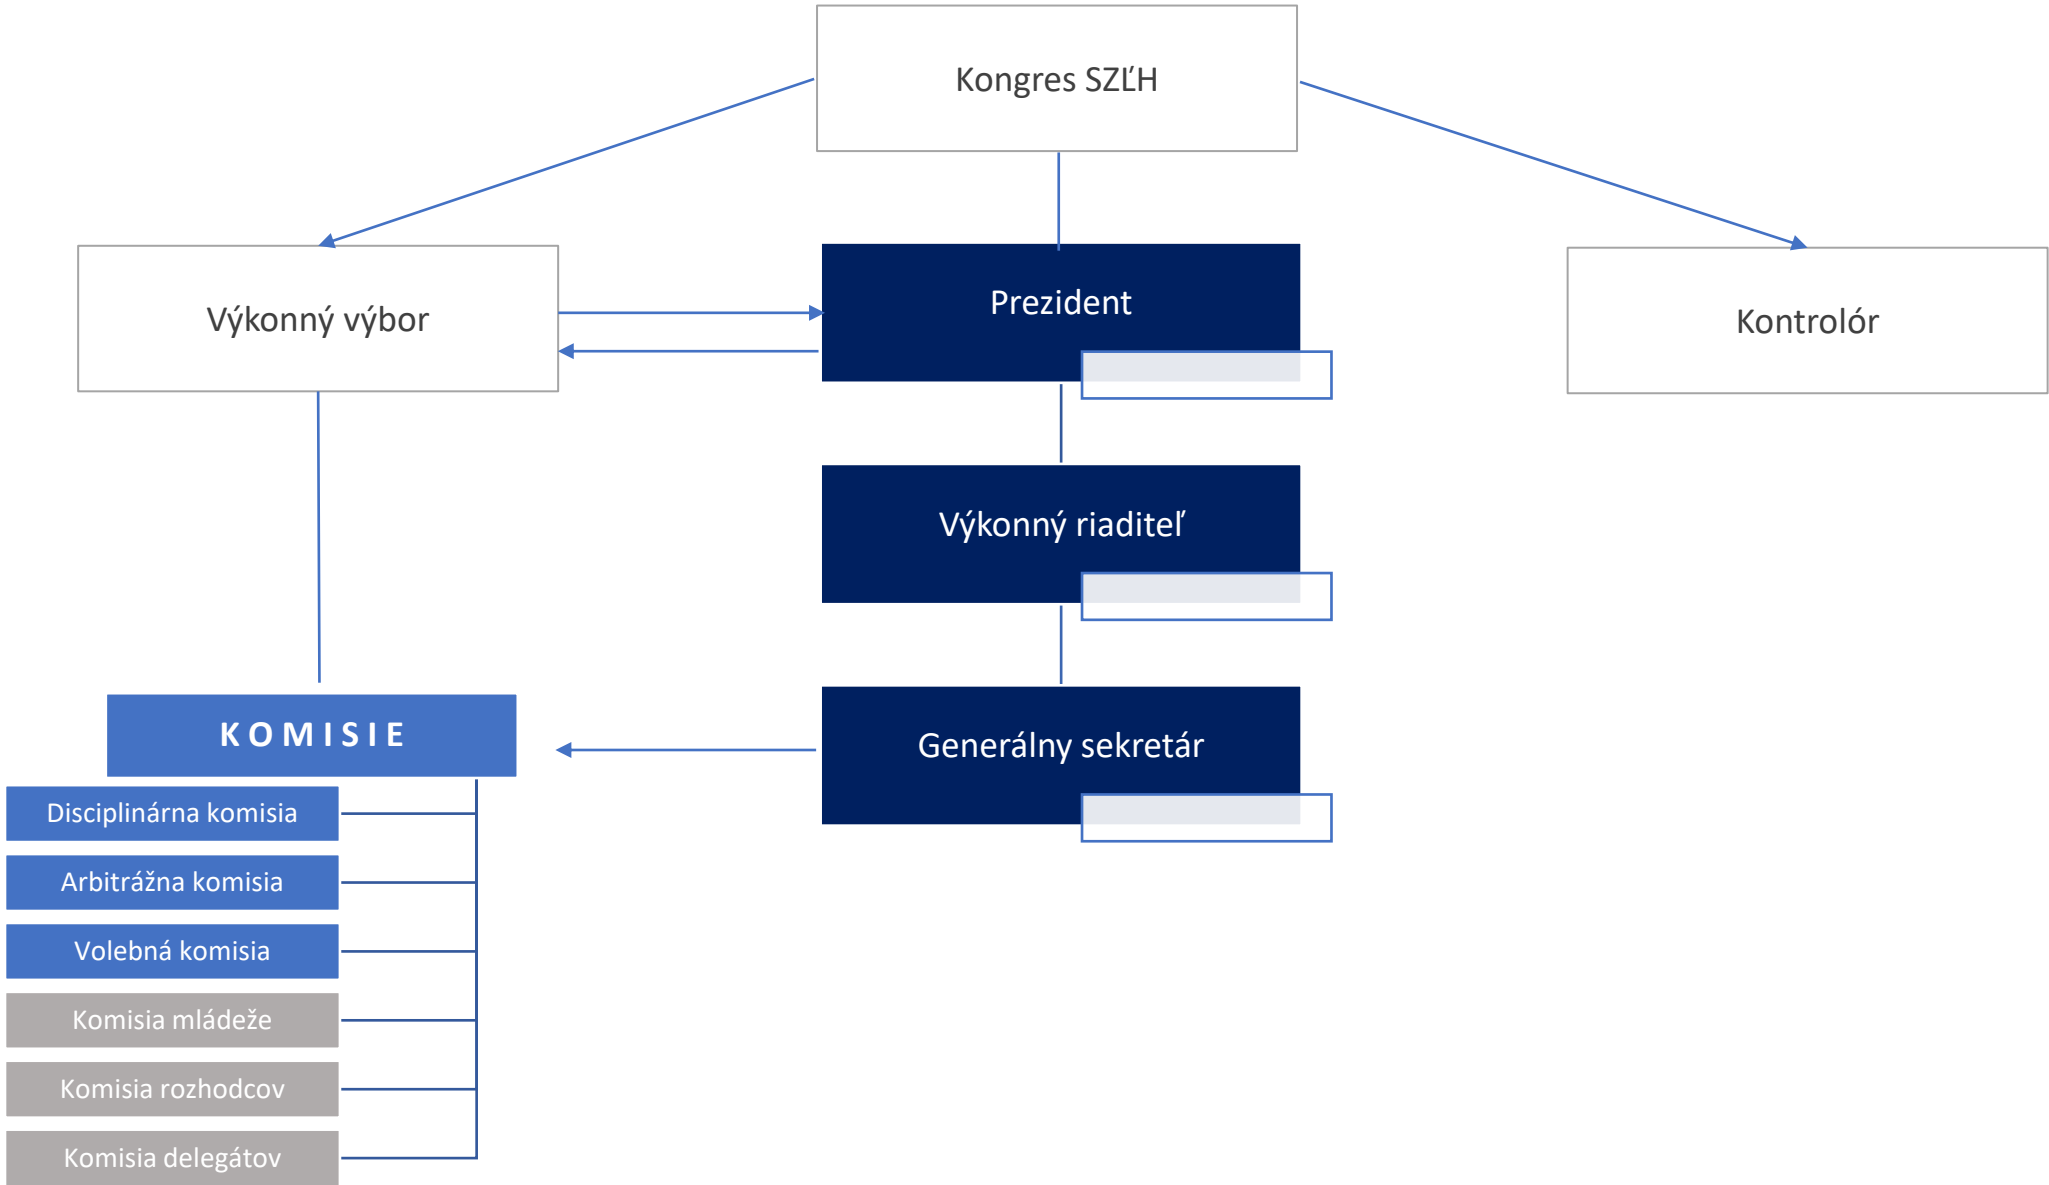 Kongres SZĽH
Výkonný výbor
Prezident
Kontrolór
Výkonný riaditeľ
KOMISIE
Generálny sekretár
Disciplinárna komisia
Arbitrážna komisia
Volebná komisia
Komisia mládeže
Komisia rozhodcov
Komisia delegátov